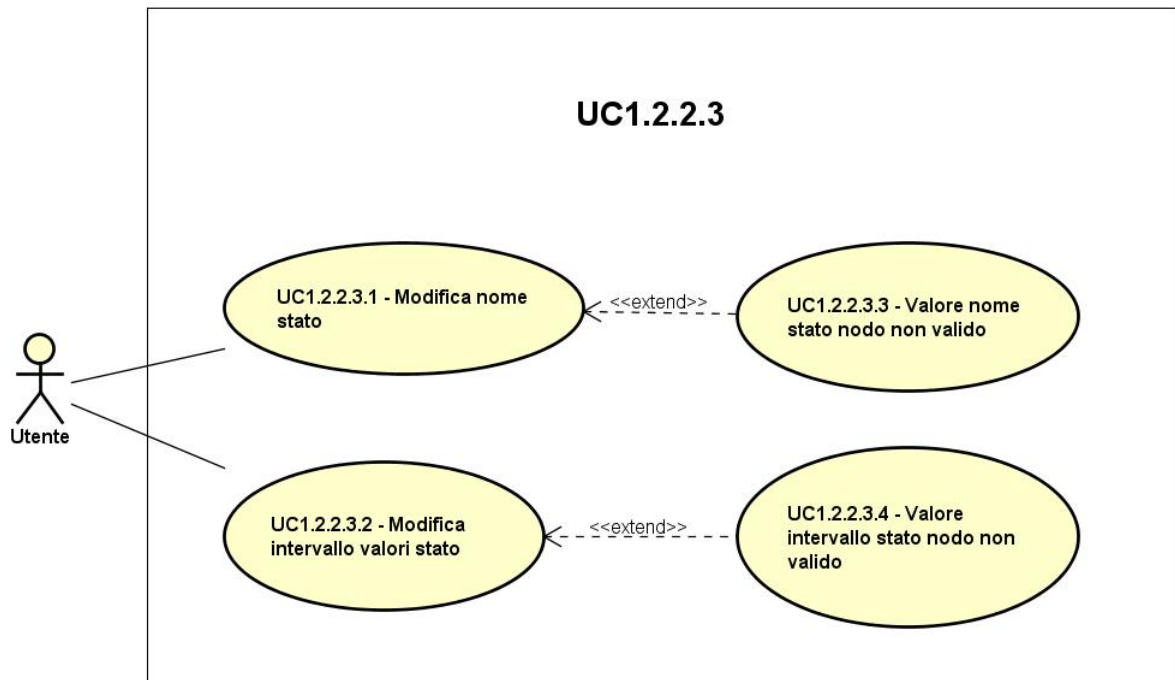 UC1.2.2.3
UC1.2.2.3.1 - Modifica nome
stato
<<extend>>
UC1.2.2.3.3 - Valore nome
stato nodo non valido
Utente
UC1.2.2.3.2 - Modifica
intervallo valori stato
<<extend>>
UC1.2.2.3.4 - Valore
intervallo stato nodo non
valido